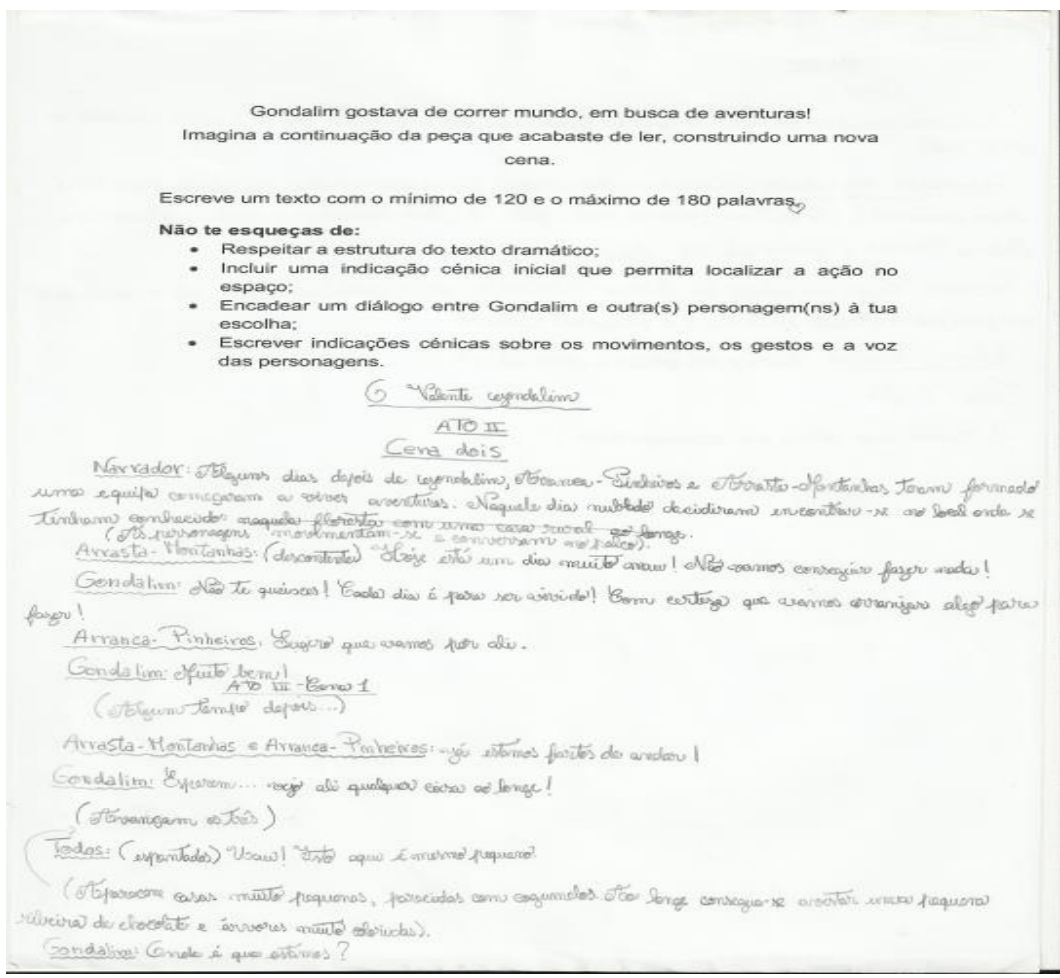 Gondalim gostava de correr mundo, em busca de aventuras!
Imagina a continuação da peça que acabaste de ler, construindo uma nova
cena.
Escreve um texto com o mínimo de 120 e o máximo de 180 palavras.
Não te esqueças de:
• Respeitar a estrutura do texto dramático;
• Incluir uma indicação cénica inicial que permita localizar a ação no
espaço;
• Encadear um diálogo entre Gondalim e outra(s) personagem(ns) à tua
escolha;
• Escrever indicações cénicas sobre os movimentos, os gestos e a voz
das personagens.
O Valente Gondalim
ATO II
Cena dois
Narrador: Alguns dias depois de Gondalim, Arranca-Pinheiros e Arrasta-Montanhas terem formado
uma equipa começaram a viver aventuras. Naquele dia nublado decidiram encontrar-se no local onde se
tinham conhecido: naquela floresta com uma casa rural ao longe.
(As personagens movimentam-se e conversam no palco).
Arrasta-Montanhas: (descontente) Hoje está um dia muito mau! Não vamos conseguir fazer nada!
Gondalim: Não te queixes! Cada dia é para ser vivido! Com certeza que vamos arranjar algo para
fazer!
Arranca-Pinheiros: Sugiro que vamos por ali.
Gondalim: Muito bem!
ATO III - Cena 1
(Algum tempo depois...)
Arrasta-Montanhas e Arranca-Pinheiros: Já estamos fartos de andar!
Gondalim: Esperem... vejo ali qualquer coisa ao longe!
(Avançam os três)
Todos: (espantados) Uau! Isto aqui é mesmo pequeno!
(Aparecem casas muito pequenas, parecidas com cogumelos. Ao longe consegue-se avistar uma pequena
ribeira de chocolate e árvores muito coloridas).
Gondalim: Onde é que estamos?